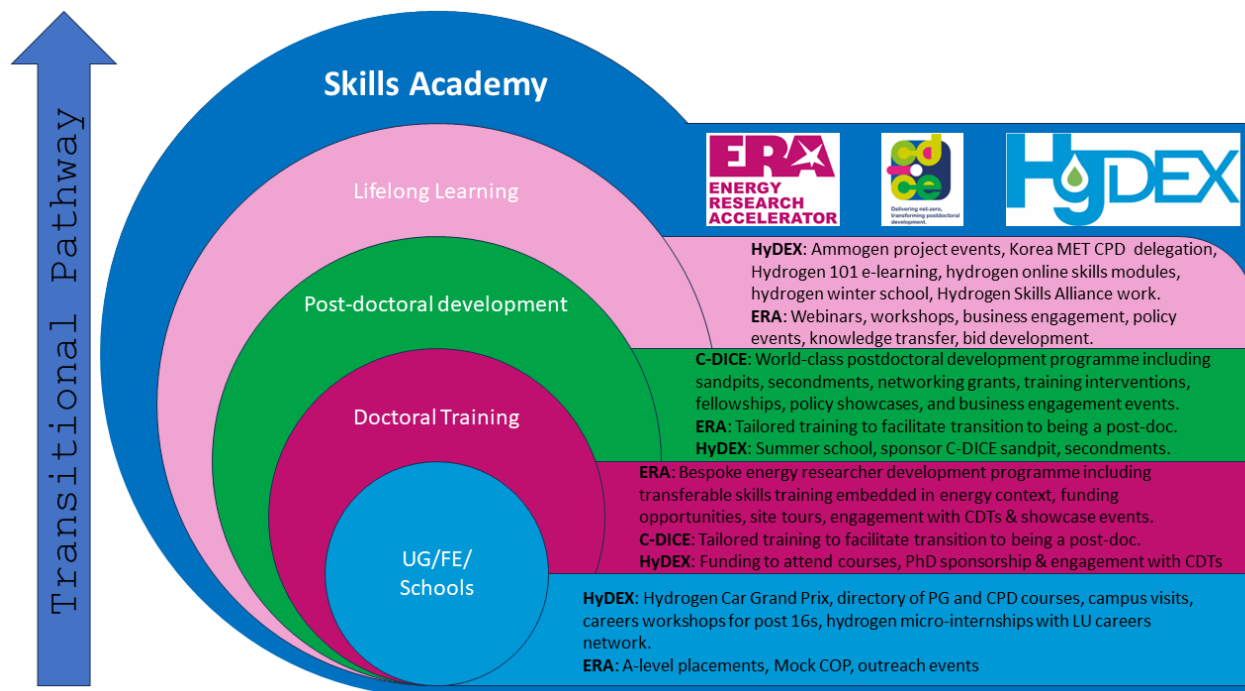 Transitional Pathway
Skills Academy
ERA
ENERGY
RESEARCH
ACCELERATOR
cd
ce
Delivering net-zero,
transforming postdoctoral
development.
HyDEX
Lifelong Learning
HyDEX: Ammogen project events, Korea MET CPD  delegation,
Hydrogen 101 e-learning, hydrogen online skills modules,
hydrogen winter school, Hydrogen Skills Alliance work.
ERA: Webinars, workshops, business engagement, policy
events, knowledge transfer, bid development.
Post-doctoral development
C-DICE: World-class postdoctoral development programme including
sandpits, secondments, networking grants, training interventions,
fellowships, policy showcases, and business engagement events.
ERA: Tailored training to facilitate transition to being a post-doc.
HyDEX: Summer school, sponsor C-DICE sandpit, secondments.
Doctoral Training
ERA: Bespoke energy researcher development programme including
transferable skills training embedded in energy context, funding
opportunities, site tours, engagement with CDTs & showcase events.
C-DICE: Tailored training to facilitate transition to being a post-doc.
HyDEX: Funding to attend courses, PhD sponsorship & engagement with CDTs
UG/FE/
Schools
HyDEX: Hydrogen Car Grand Prix, directory of PG and CPD courses, campus visits,
careers workshops for post 16s, hydrogen micro-internships with LU careers
network.
ERA: A-level placements, Mock COP, outreach events